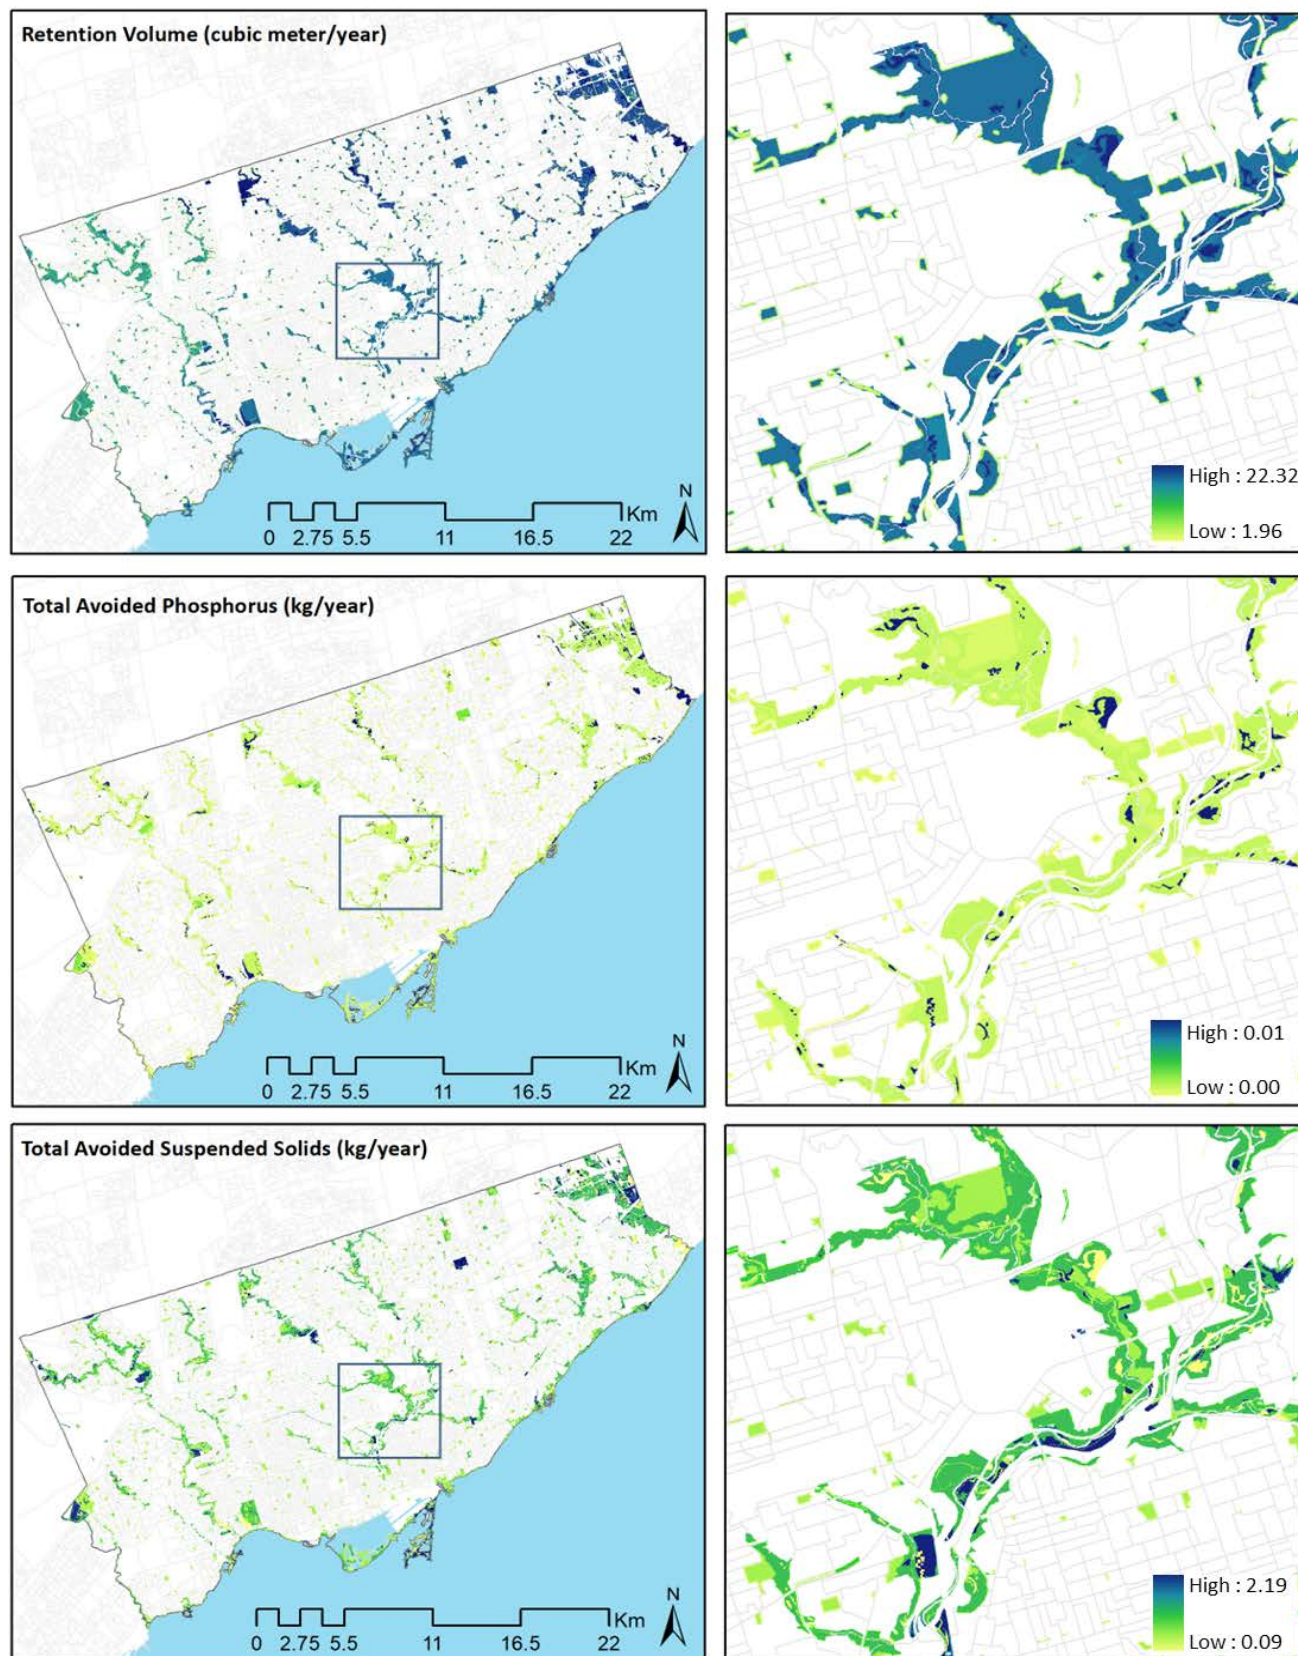 Retention Volume (cubic meter/year)
N
Km
0 2.75 5.5 11 16.5 22
High : 22.32
Low : 1.96
Total Avoided Phosphorus (kg/year)
N
Km
0 2.75 5.5 11 16.5 22
High : 0.01
Low : 0.00
Total Avoided Suspended Solids (kg/year)
N
Km
0 2.75 5.5 11 16.5 22
High : 2.19
Low : 0.09